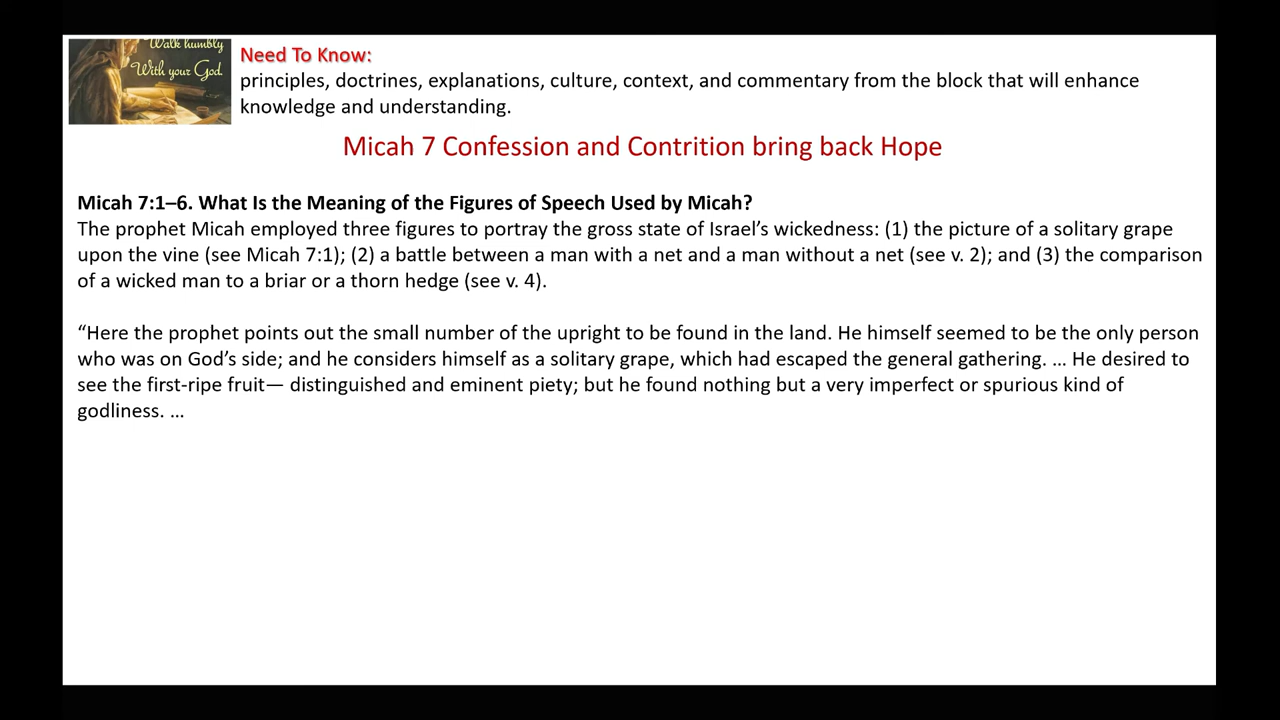 Walk humbly
With your God.
Need To Know:
principles, doctrines, explanations, culture, context, and commentary from the block that will enhance
knowledge and understanding.
Micah 7 Confession and Contrition bring back Hope
Micah 7:1–6. What Is the Meaning of the Figures of Speech Used by Micah?
The prophet Micah employed three figures to portray the gross state of Israel’s wickedness: (1) the picture of a solitary grape
upon the vine (see Micah 7:1); (2) a battle between a man with a net and a man without a net (see v. 2); and (3) the comparison
of a wicked man to a briar or a thorn hedge (see v. 4).
“Here the prophet points out the small number of the upright to be found in the land. He himself seemed to be the only person
who was on God’s side; and he considers himself as a solitary grape, which had escaped the general gathering. … He desired to
see the first-ripe fruit— distinguished and eminent piety; but he found nothing but a very imperfect or spurious kind of
godliness. …